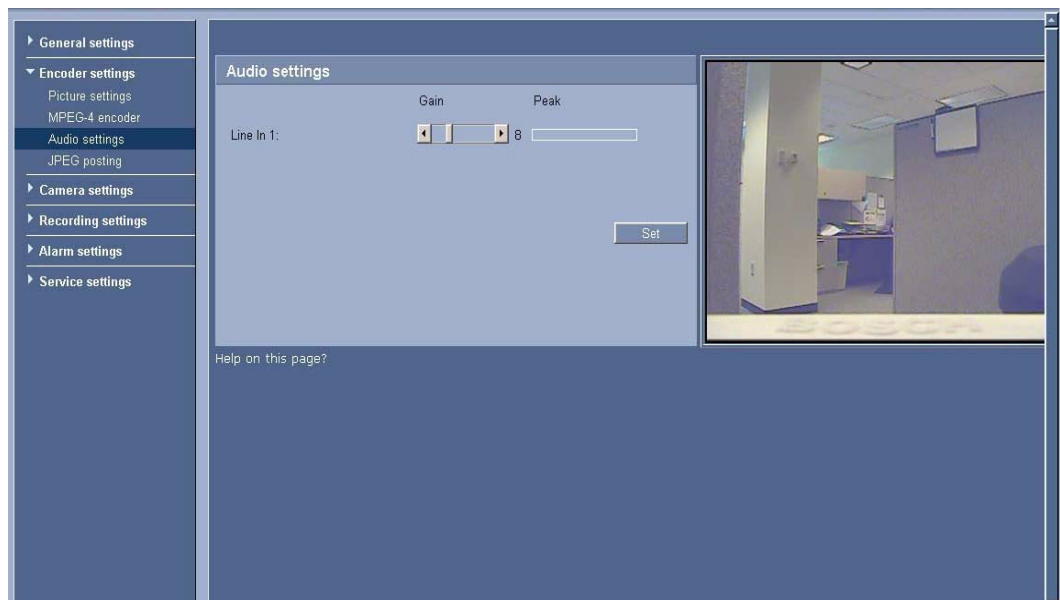 General settings
Encoder settings
Picture settings
MPEG-4 encoder
Audio settings
JPEG posting
Camera settings
Recording settings
Alarm settings
Service settings
Audio settings
Gain Peak
Line In 1: 8
Set
BOSCH
Help on this page?